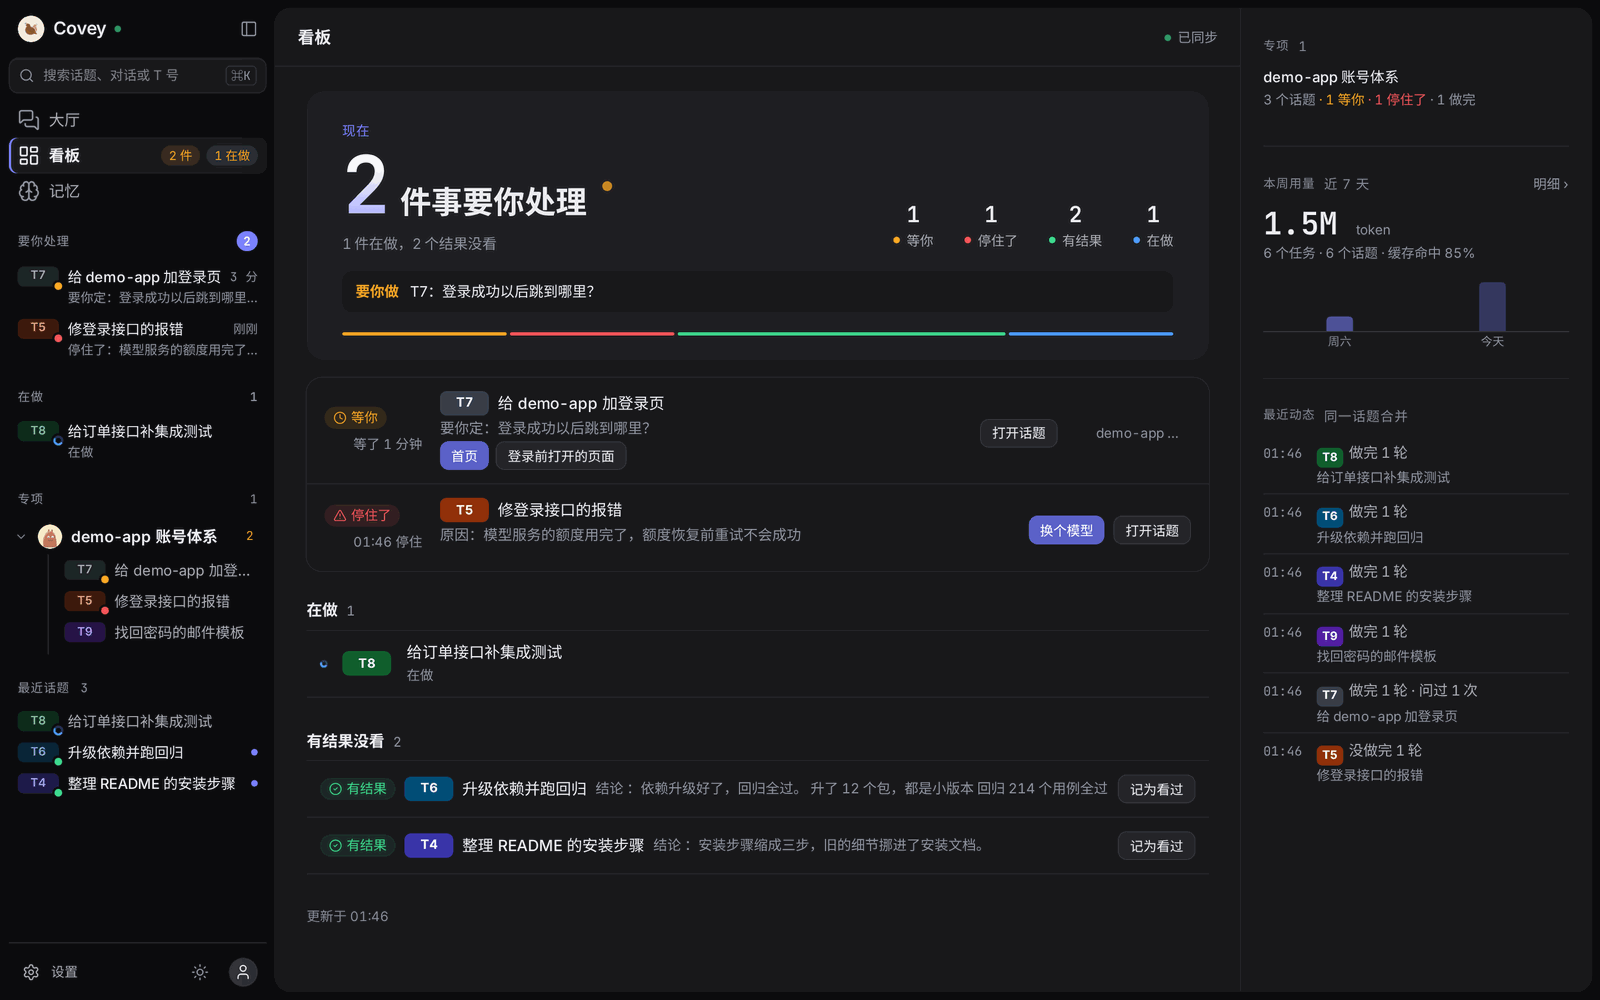 Covey
搜索话题、对话或 T 号
⌘K
大厅
看板
2 件
1 在做
记忆
要你处理
2
T7
给 demo-app 加登录页
3 分
要你定：登录成功以后跳到哪里...
T5
修登录接口的报错
刚刚
停住了：模型服务的额度用完了...
在做
1
T8
给订单接口补集成测试
在做
专项
1
demo-app 账号体系
2
T7
给 demo-app 加登...
T5
修登录接口的报错
T9
找回密码的邮件模板
最近话题 3
T8
给订单接口补集成测试
T6
升级依赖并跑回归
T4
整理 README 的安装步骤
设置
看板
已同步
现在
2 件事要你处理
1 件在做，2 个结果没看
1
等你
1
停住了
2
有结果
1
在做
要你做 T7：登录成功以后跳到哪里？
等你
等了 1 分钟
T7
给 demo-app 加登录页
要你定：登录成功以后跳到哪里？
首页
登录前打开的页面
打开话题
demo-app ...
停住了
01:46 停住
T5
修登录接口的报错
原因：模型服务的额度用完了，额度恢复前重试不会成功
换个模型
打开话题
在做 1
T8
给订单接口补集成测试
在做
有结果没看 2
有结果
T6
升级依赖并跑回归
结论： 依赖升级好了，回归全过。 升了 12 个包，都是小版本 回归 214 个用例全过
记为看过
有结果
T4
整理 README 的安装步骤
结论： 安装步骤缩成三步，旧的细节挪进了安装文档。
记为看过
更新于 01:46
专项 1
demo-app 账号体系
3 个话题 · 1 等你 · 1 停住了 · 1 做完
本周用量 近 7 天
明细 ›
1.5M token
6 个任务 · 6 个话题 · 缓存命中 85%
周六
今天
最近动态 同一话题合并
01:46
T8
做完 1 轮
给订单接口补集成测试
01:46
T6
做完 1 轮
升级依赖并跑回归
01:46
T4
做完 1 轮
整理 README 的安装步骤
01:46
T9
做完 1 轮
找回密码的邮件模板
01:46
T7
做完 1 轮 · 问过 1 次
给 demo-app 加登录页
01:46
T5
没做完 1 轮
修登录接口的报错